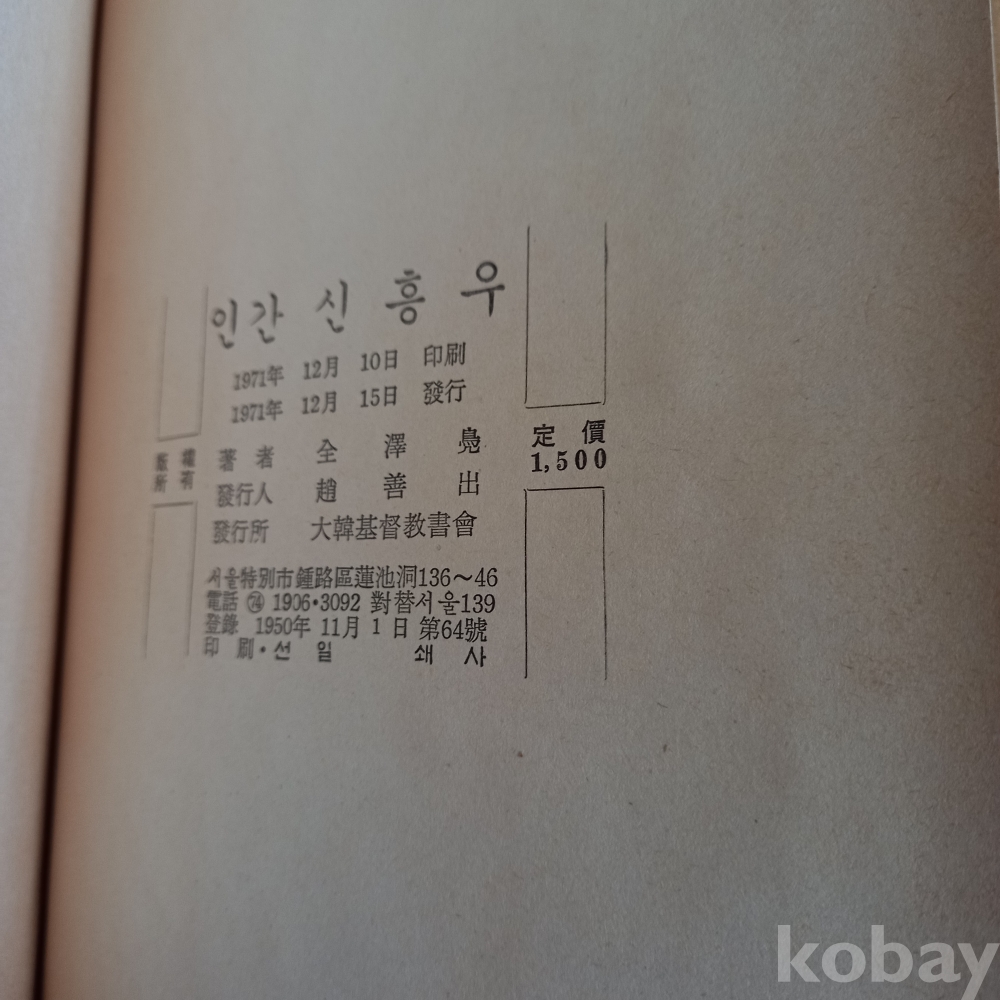 인간 신흥우
1971年 12月 10日 印刷
1971年 12月 15日 發行
著者 全澤鳧
發行人 趙善出
發行所 大韓基督教書會
서울特別市鍾路區蓮池洞136~46
電話 ㊄ 1906·3092 對替서울139
登錄 1950年 11月 1日 第64號
印刷·선일 쇄사
版權
所有
定價
1,500
kobay